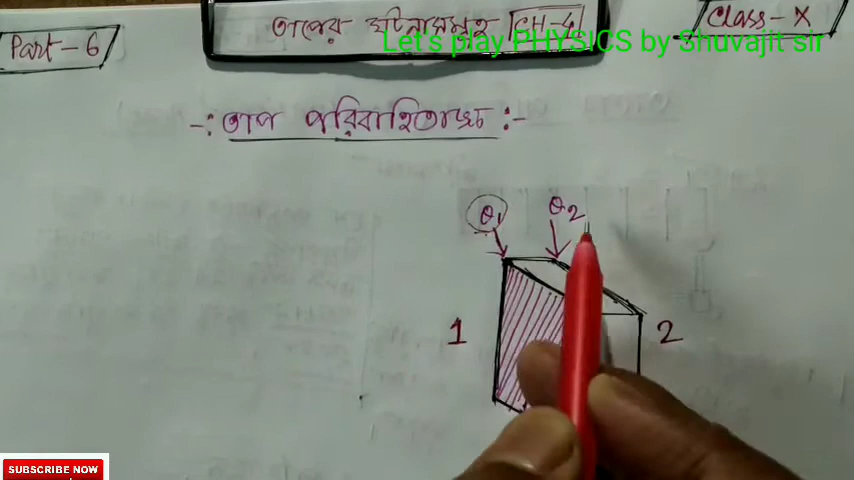 Part - 6
তাপের ঘটনাসমূহ CH-4
Class - X
Let's play PHYSICS by Shuvajit sir
-: তাপ পরিবাহিতাঙ্ক :-
θ1
θ2
1
2
SUBSCRIBE NOW